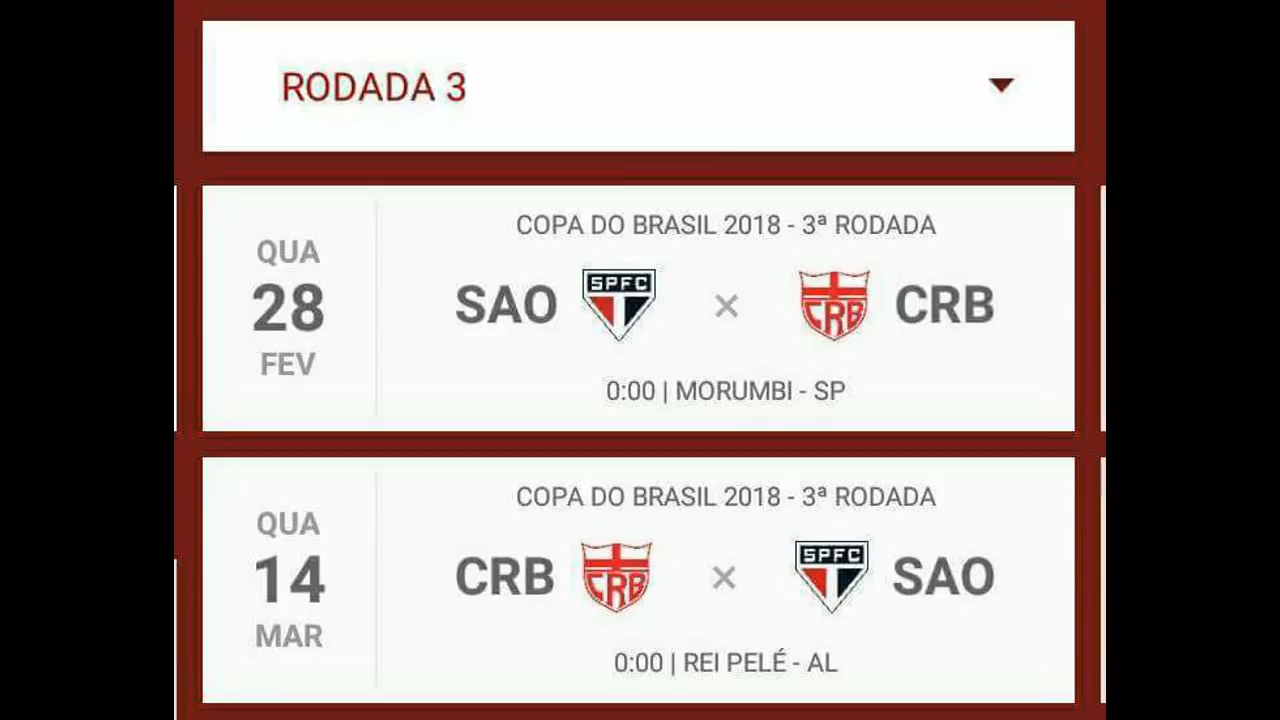 RODADA 3
COPA DO BRASIL 2018 - 3ª RODADA
QUA
28
FEV
SAO SPFC × CRB CRB
0:00 | MORUMBI - SP
COPA DO BRASIL 2018 - 3ª RODADA
QUA
14
MAR
CRB CRB × SPFC SAO
0:00 | REI PELÉ - AL